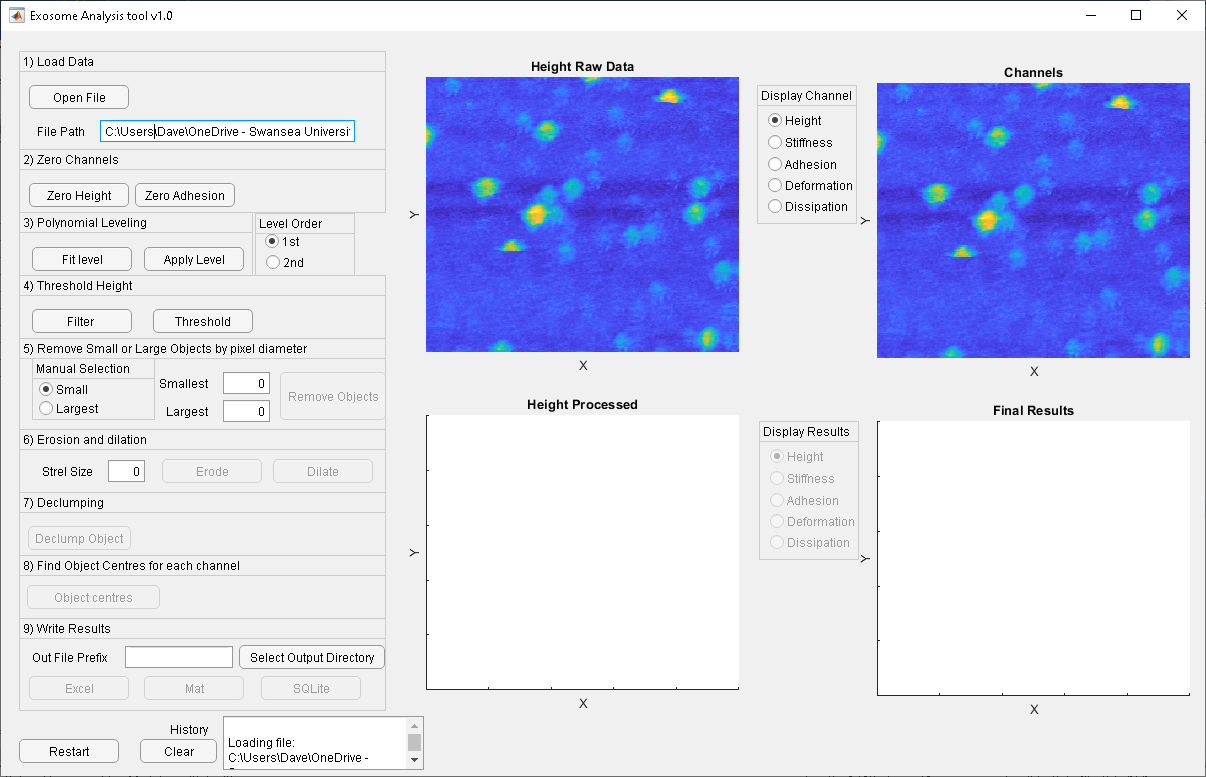 Exosome Analysis tool v1.0
1) Load Data
Open File
File Path C:\Users\Dave\OneDrive - Swansea Universi
2) Zero Channels
Zero Height Zero Adhesion
3) Polynomial Leveling
Level Order
1st
2nd
Fit level Apply Level
4) Threshold Height
Filter Threshold
5) Remove Small or Large Objects by pixel diameter
Manual Selection
Small
Largest
Smallest 0
Largest 0
Remove Objects
6) Erosion and dilation
Strel Size 0 Erode Dilate
7) Declumping
Declump Object
8) Find Object Centres for each channel
Object centres
9) Write Results
Out File Prefix Select Output Directory
Excel Mat SQLite
Restart
History
Clear
Loading file:
C:\Users\Dave\OneDrive -
Height Raw Data
Y
X
Display Channel
Height
Stiffness
Adhesion
Deformation
Dissipation
Channels
Y
X
Height Processed
Y
X
Display Results
Height
Stiffness
Adhesion
Deformation
Dissipation
Final Results
Y
X